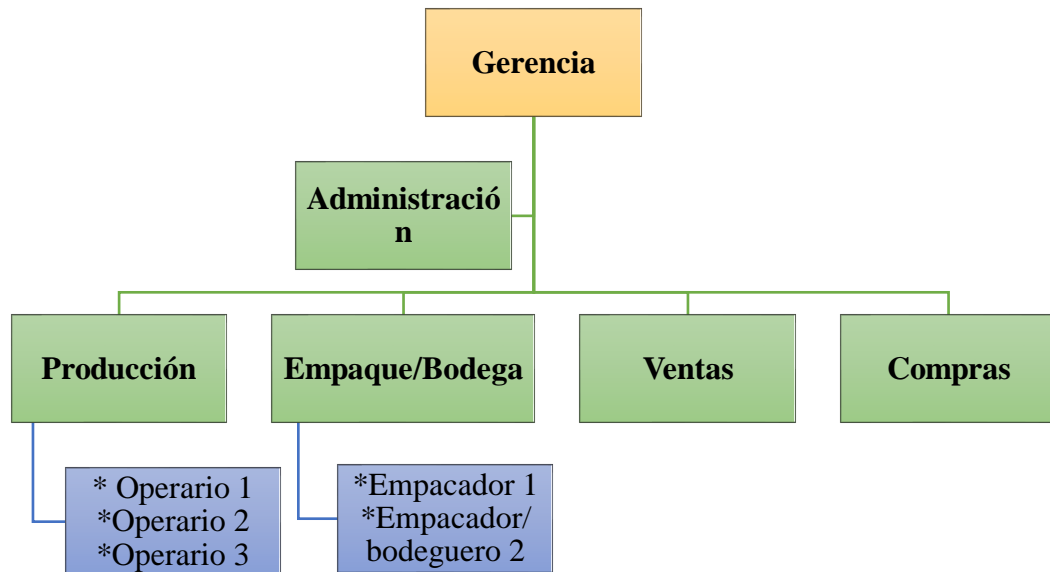 Gerencia
Administració
n
Producción
Empaque/Bodega
Ventas
Compras
* Operario 1
*Operario 2
*Operario 3
*Empacador 1
*Empacador/
bodeguero 2